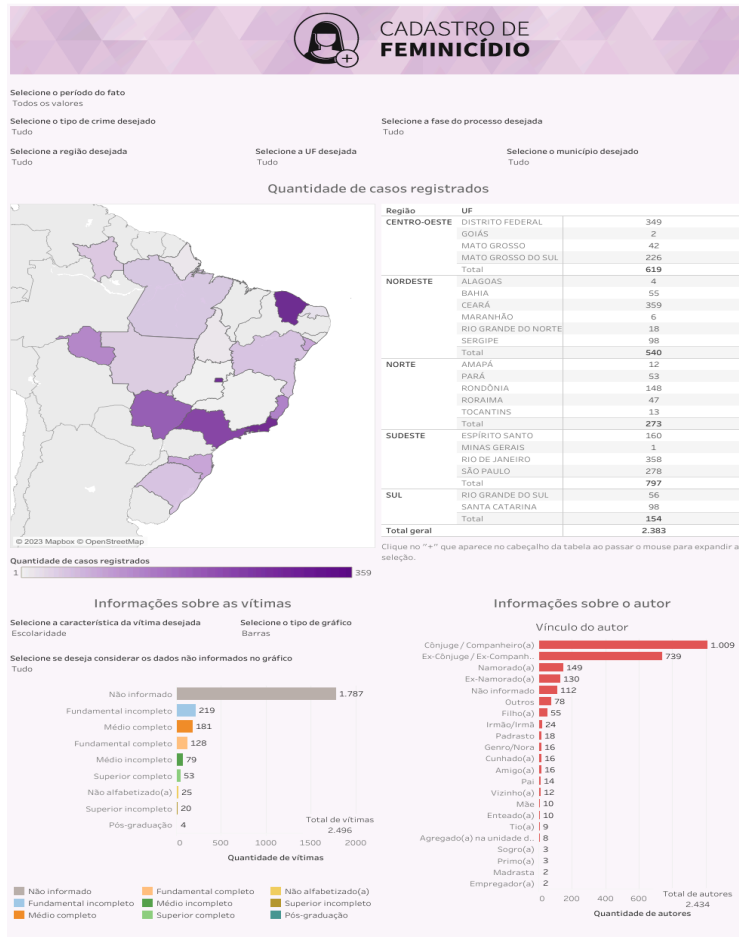 CADASTRO DE
FEMINICÍDIO
Selecione o período do fato
Todos os valores
Selecione o tipo de crime desejado
Tudo
Selecione a fase do processo desejada
Tudo
Selecione a região desejada
Tudo
Selecione a UF desejada
Tudo
Selecione o município desejado
Tudo
Quantidade de casos registrados
© 2023 Mapbox © OpenStreetMap
Quantidade de casos registrados
1 359
Região UF
CENTRO-OESTE DISTRITO FEDERAL 349
GOIÁS 2
MATO GROSSO 42
MATO GROSSO DO SUL 226
Total 619
NORDESTE ALAGOAS 4
BAHIA 55
CEARÁ 359
MARANHÃO 6
RIO GRANDE DO NORTE 18
SERGIPE 98
Total 540
NORTE AMAPÁ 12
PARÁ 53
RONDÔNIA 148
RORAIMA 47
TOCANTINS 13
Total 273
SUDESTE ESPÍRITO SANTO 160
MINAS GERAIS 1
RIO DE JANEIRO 358
SÃO PAULO 278
Total 797
SUL RIO GRANDE DO SUL 56
SANTA CATARINA 98
Total 154
Total geral 2.383
Clique no "+" que aparece no cabeçalho da tabela ao passar o mouse para expandir a
seleção.
Informações sobre as vítimas
Selecione a característica da vítima desejada
Escolaridade
Selecione o tipo de gráfico
Barras
Selecione se deseja considerar os dados não informados no gráfico
Tudo
Não informado 1.787
Fundamental incompleto 219
Médio completo 181
Fundamental completo 128
Médio incompleto 79
Superior completo 53
Não alfabetizado(a) 25
Superior incompleto 20
Pós-graduação 4
Total de vítimas
2.496
0 500 1000 1500 2000
Quantidade de vítimas
Não informado Fundamental completo Não alfabetizado(a)
Fundamental incompleto Médio incompleto Superior incompleto
Médio completo Superior completo Pós-graduação
Informações sobre o autor
Vínculo do autor
Cônjuge / Companheiro(a) 1.009
Ex-Cônjuge / Ex-Companh.. 739
Namorado(a) 149
Ex-Namorado(a) 130
Não informado 112
Outros 78
Filho(a) 55
Irmão/Irmã 24
Padrasto 18
Genro/Nora 16
Cunhado(a) 16
Amigo(a) 16
Pai 14
Vizinho(a) 12
Mãe 10
Enteado(a) 10
Tio(a) 9
Agregado(a) na unidade d.. 8
Sogro(a) 3
Primo(a) 3
Madrasta 2
Empregador(a) 2
Total de autores
2.434
0 200 400 600 800
Quantidade de autores